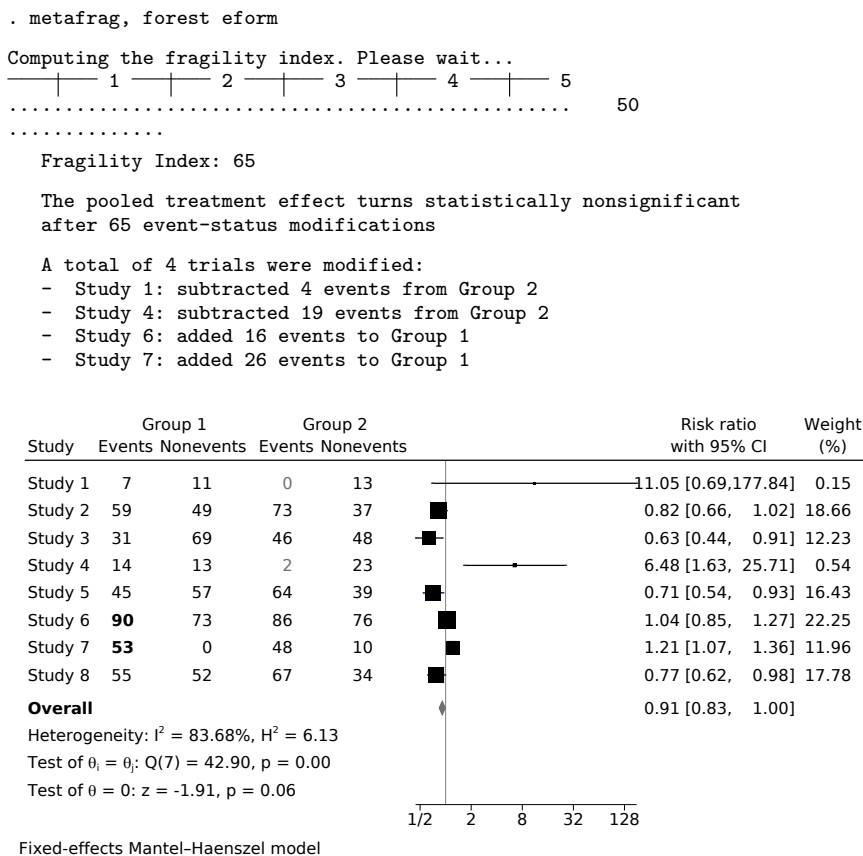 . metafrag, forest eform
Computing the fragility index. Please wait...
1 2 3 4 5
.................................................. 50
..............
Fragility Index: 65
The pooled treatment effect turns statistically nonsignificant
after 65 event-status modifications
A total of 4 trials were modified:
- Study 1: subtracted 4 events from Group 2
- Study 4: subtracted 19 events from Group 2
- Study 6: added 16 events to Group 1
- Study 7: added 26 events to Group 1
Group 1 Group 2 Risk ratio Weight
Study Events Nonevents Events Nonevents with 95% CI (%)
Study 1 7 11 0 13 11.05 [0.69,177.84] 0.15
Study 2 59 49 73 37 0.82 [0.66, 1.02] 18.66
Study 3 31 69 46 48 0.63 [0.44, 0.91] 12.23
Study 4 14 13 2 23 6.48 [1.63, 25.71] 0.54
Study 5 45 57 64 39 0.71 [0.54, 0.93] 16.43
Study 6 90 73 86 76 1.04 [0.85, 1.27] 22.25
Study 7 53 0 48 10 1.21 [1.07, 1.36] 11.96
Study 8 55 52 67 34 0.77 [0.62, 0.98] 17.78
Overall 0.91 [0.83, 1.00]
Heterogeneity: I² = 83.68%, H² = 6.13
Test of θᵢ = θⱼ: Q(7) = 42.90, p = 0.00
Test of θ = 0: z = -1.91, p = 0.06
1/2 2 8 32 128
Fixed-effects Mantel–Haenszel model